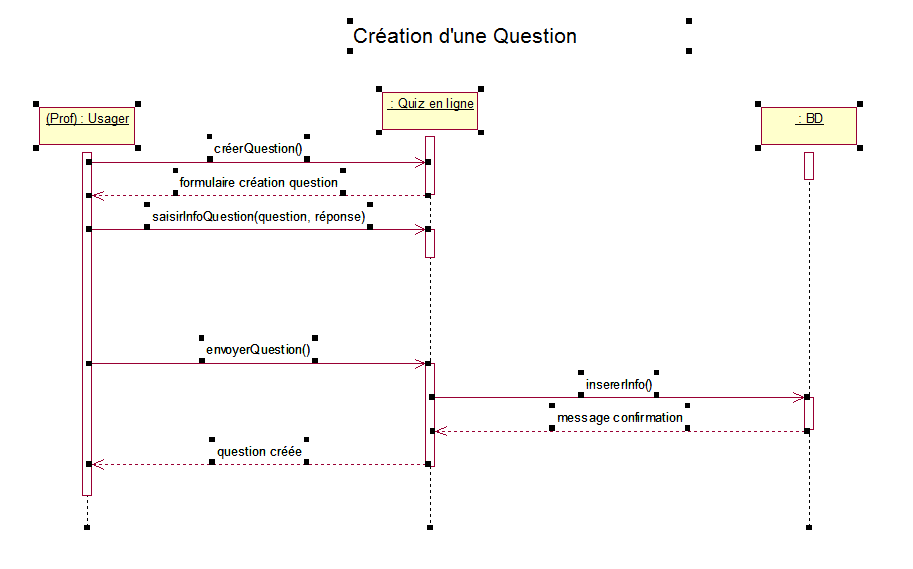 Création d'une Question
: Quiz en ligne
(Prof) : Usager
: BD
créerQuestion()
formulaire création question
saisirInfoQuestion(question, réponse)
envoyerQuestion()
insererInfo()
message confirmation
question créée